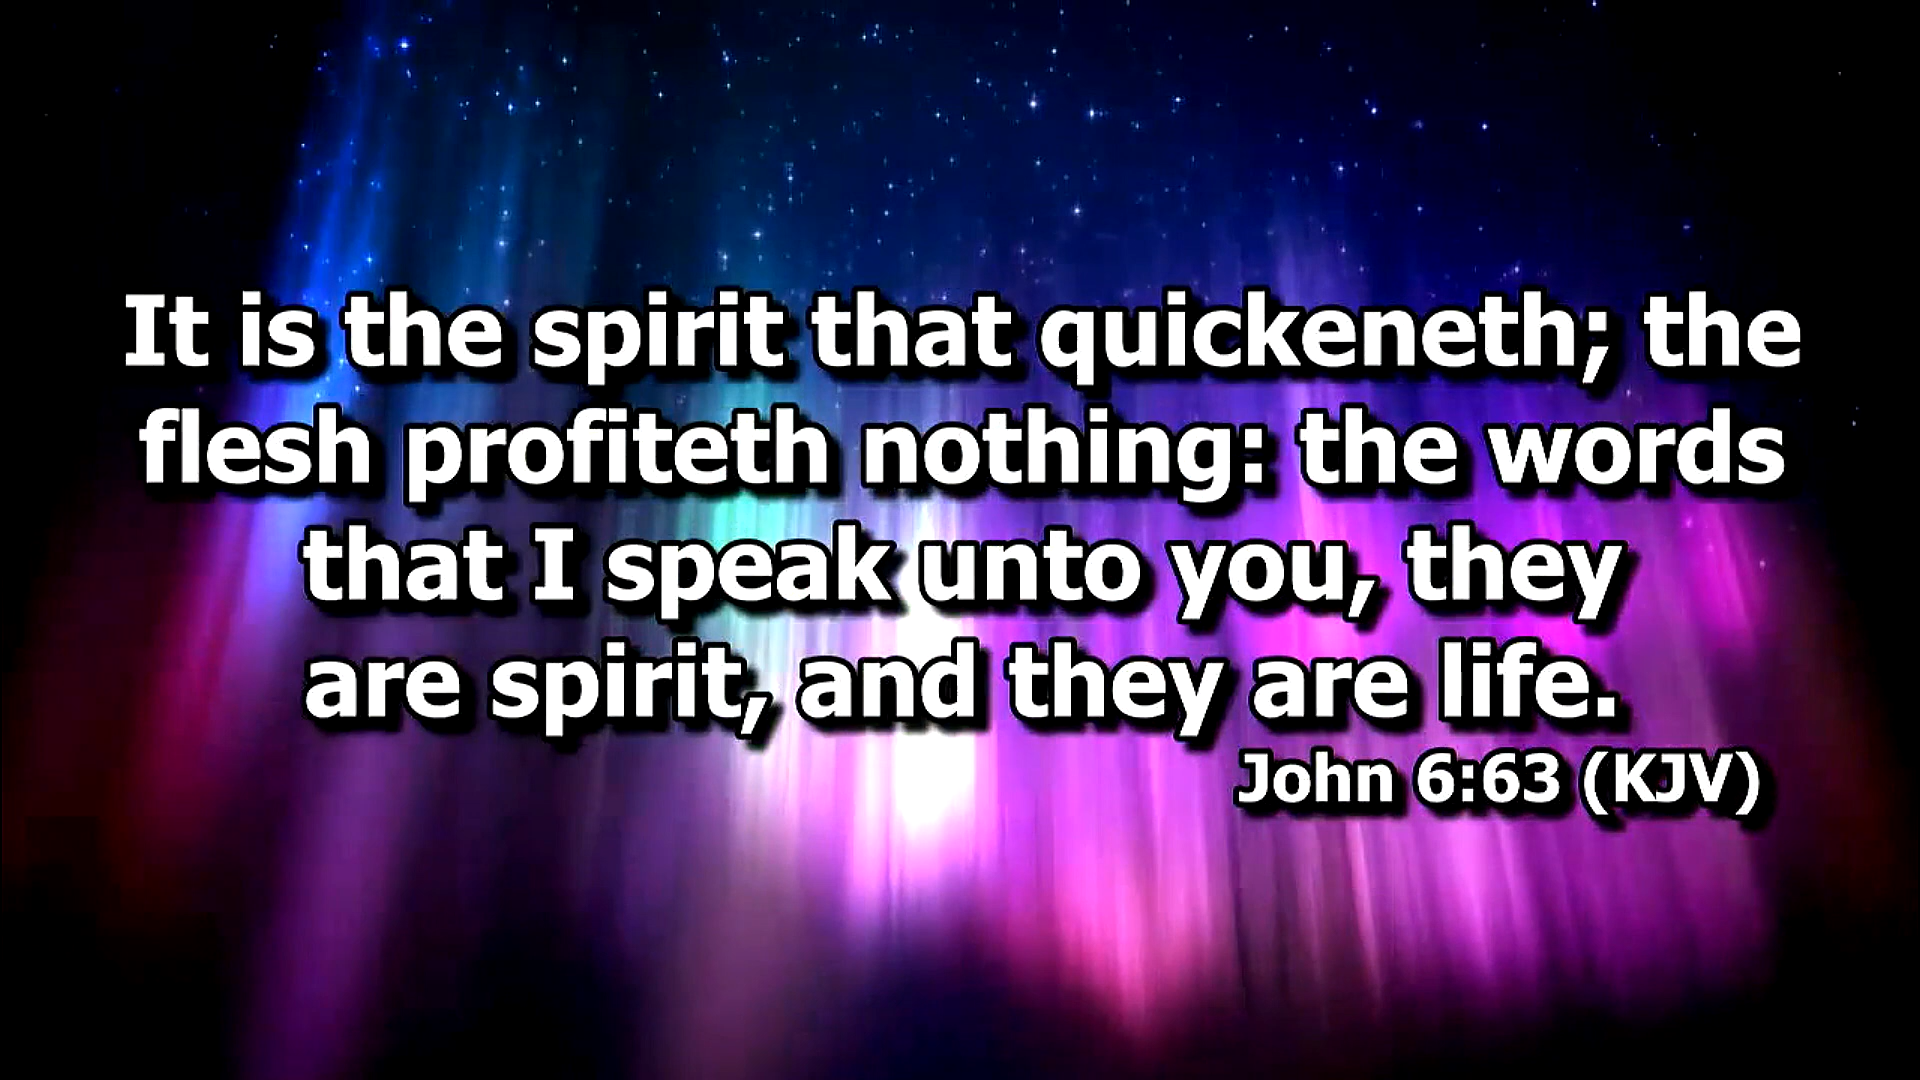 It is the spirit that quickeneth; the
flesh profiteth nothing: the words
that I speak unto you, they
are spirit, and they are life.
John 6:63 (KJV)